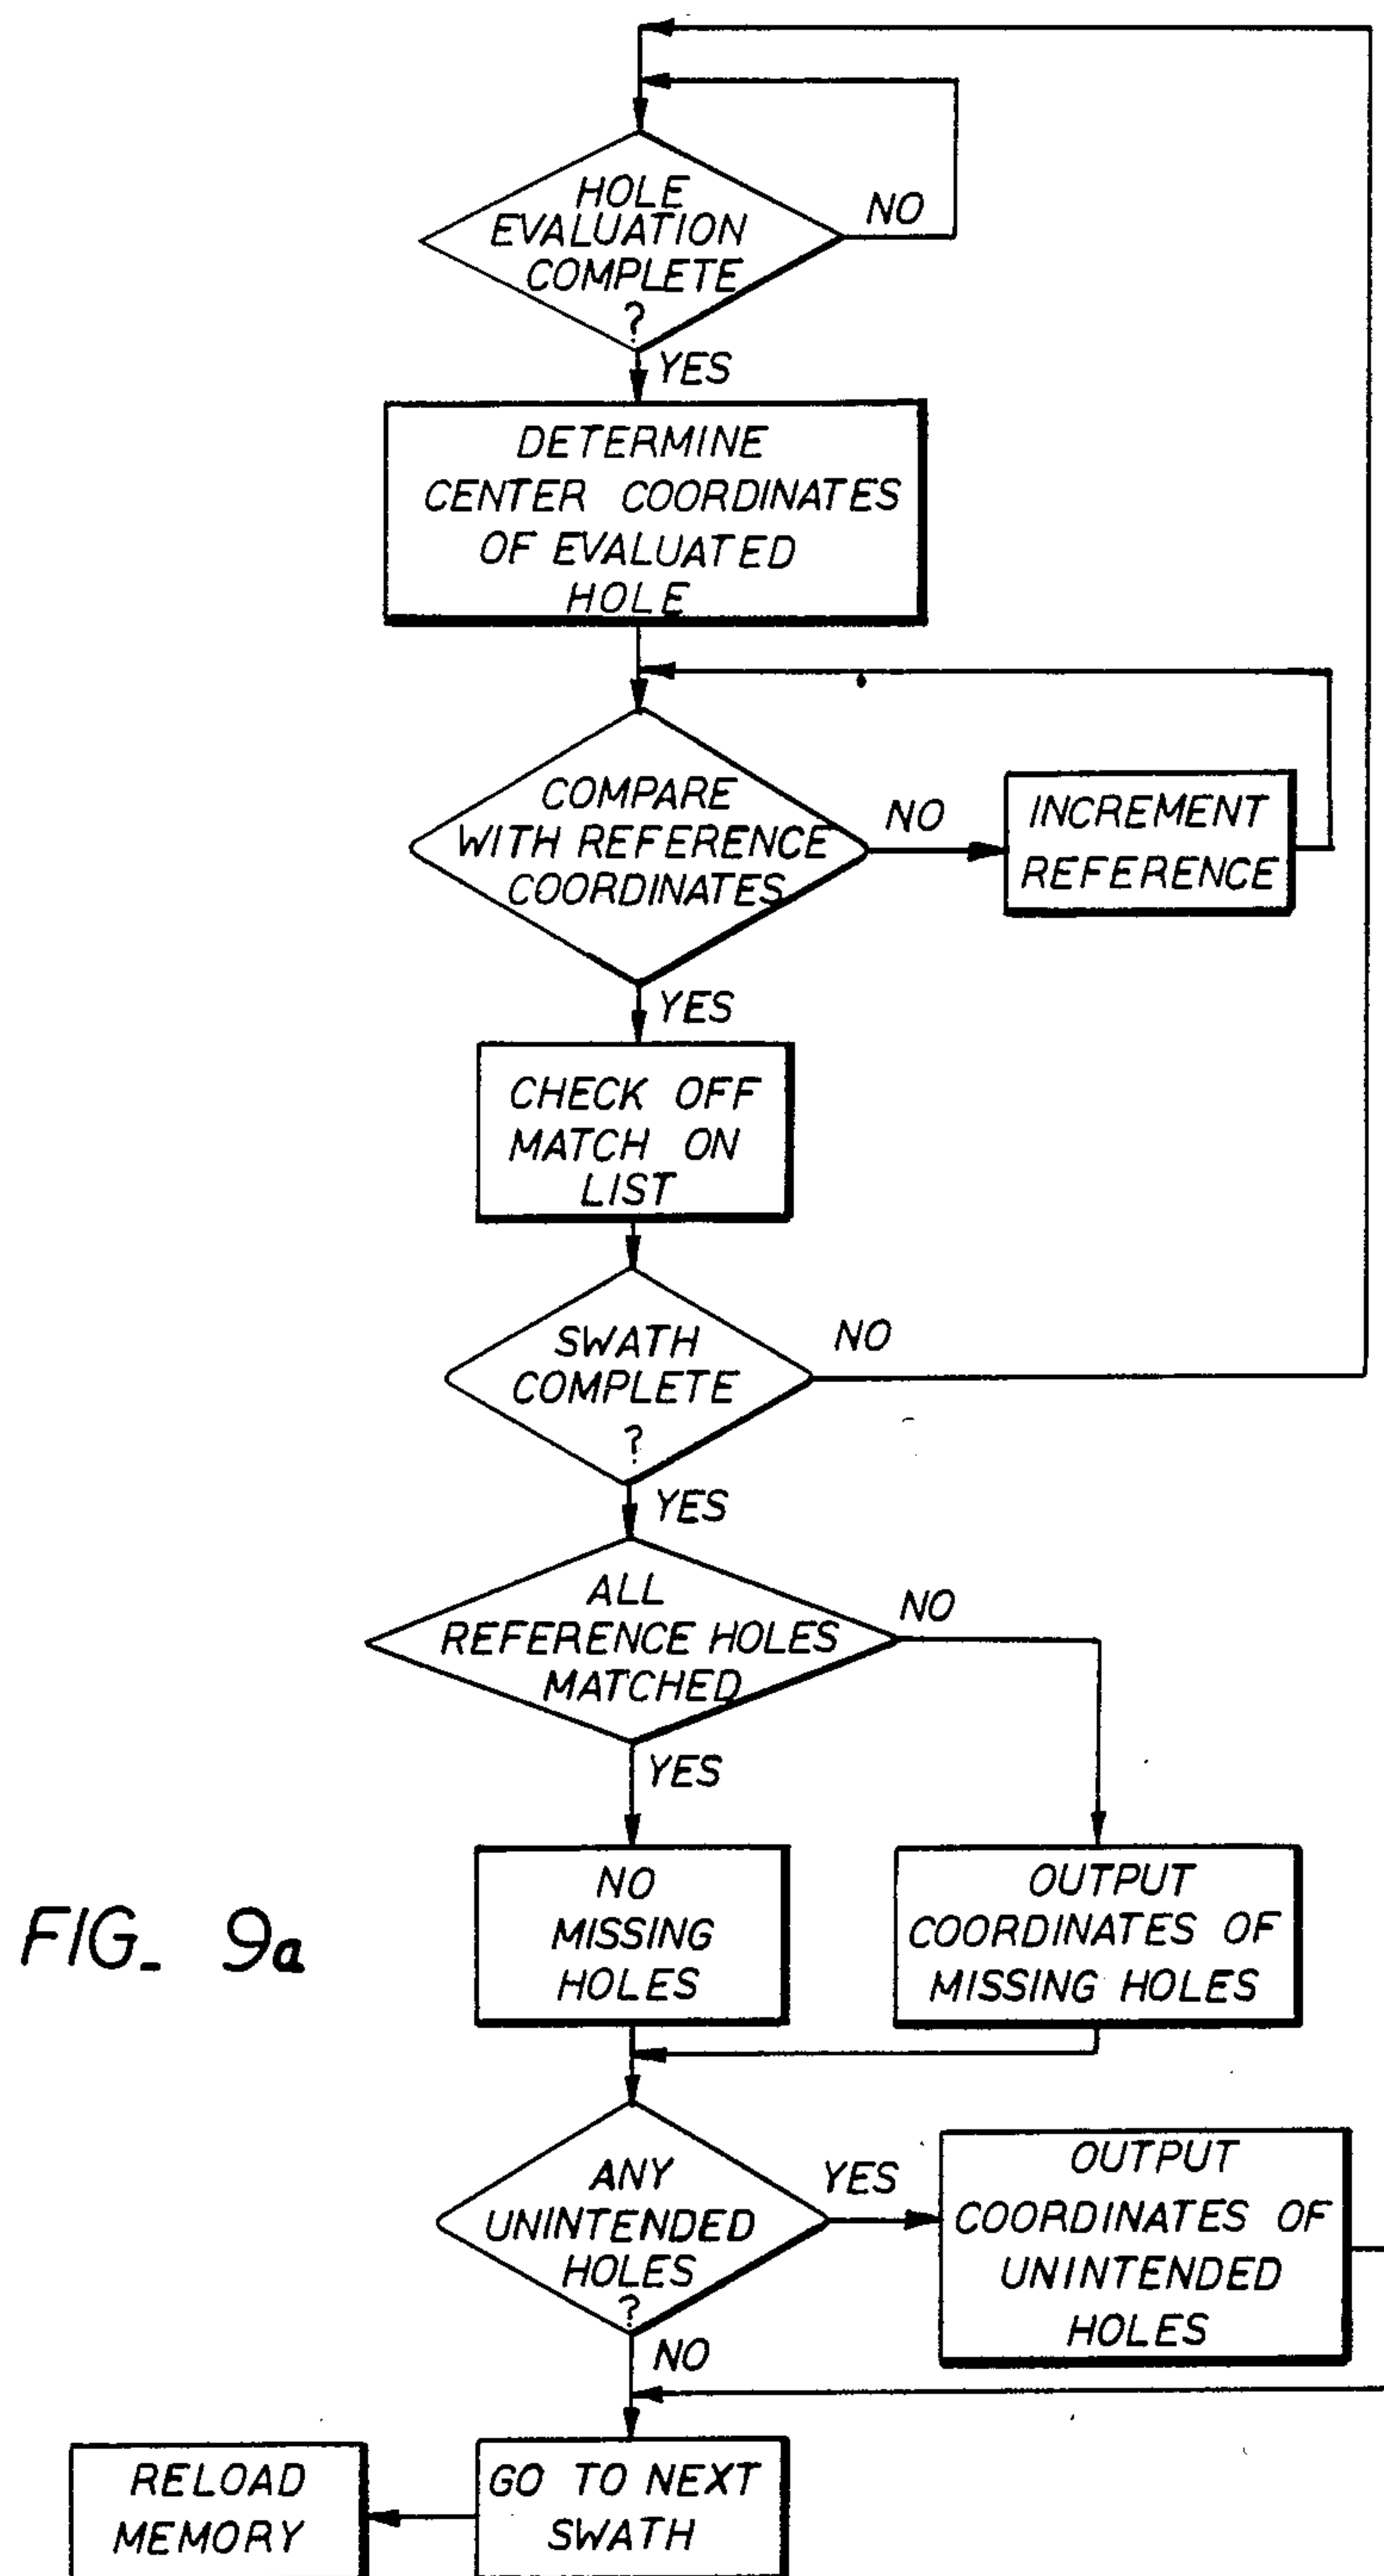 HOLE
EVALUATION
COMPLETE
?
NO
YES
DETERMINE
CENTER COORDINATES
OF EVALUATED
HOLE
COMPARE
WITH REFERENCE
COORDINATES
NO
INCREMENT
REFERENCE
YES
CHECK OFF
MATCH ON
LIST
SWATH
COMPLETE
?
NO
YES
ALL
REFERENCE HOLES
MATCHED
NO
YES
NO
MISSING
HOLES
OUTPUT
COORDINATES OF
MISSING HOLES
FIG_ 9a
ANY
UNINTENDED
HOLES
?
YES
OUTPUT
COORDINATES OF
UNINTENDED
HOLES
NO
GO TO NEXT
SWATH
RELOAD
MEMORY